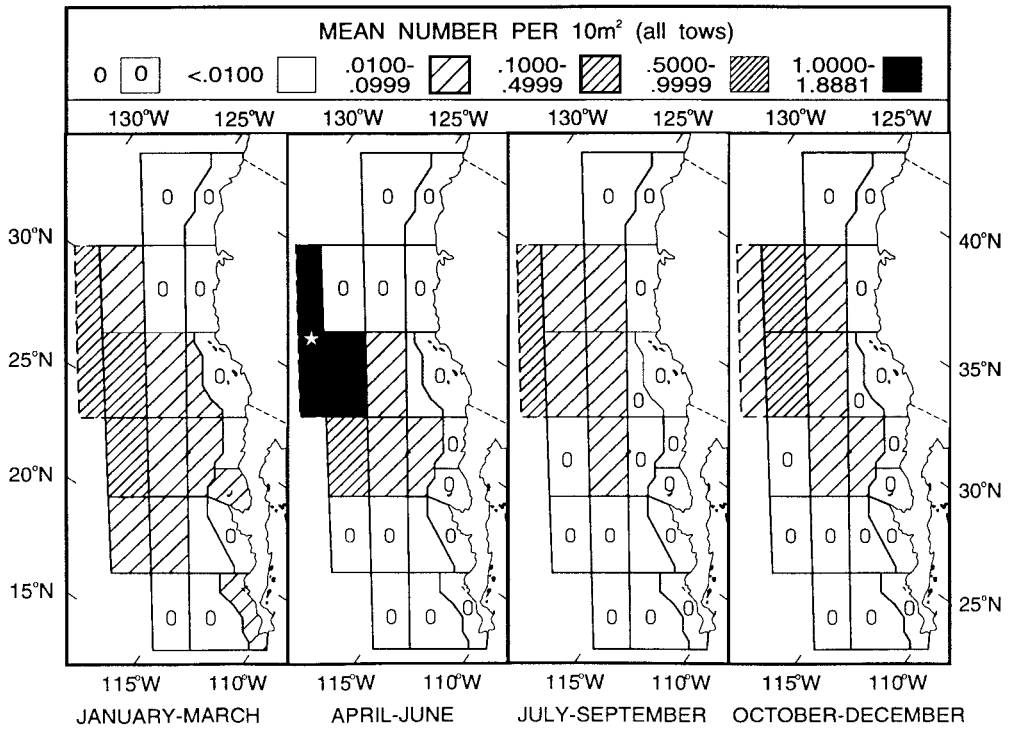 MEAN NUMBER PER 10m² (all tows)
0 0 <.0100 .0100- .0999 .1000- .4999 .5000- .9999 1.0000- 1.8881
130°W 125°W 130°W 125°W 130°W 125°W 130°W 125°W
0 0 0 0 0 0 0 0
30°N 40°N
0 0 0 0 0 0 0
25°N 35°N
0 0 0 0 0 0
0 0 0 0 0 0
20°N 30°N
0 0 0
0 0 0 0 0 0 0 0 0 0 0
15°N 25°N
0 0 0 0 0 0 0 0 0 0 0
115°W 110°W 115°W 110°W 115°W 110°W 115°W 110°W
JANUARY-MARCH APRIL-JUNE JULY-SEPTEMBER OCTOBER-DECEMBER